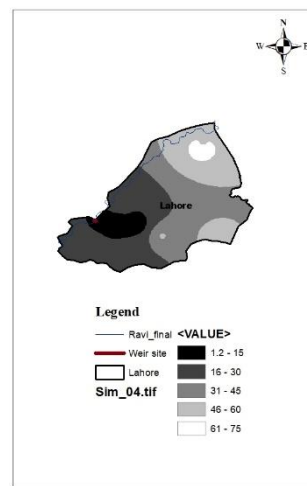 N
W E
S
Lahore
Legend
Ravi_final
Weir site
Lahore
Sim_04.tif
<VALUE>
1.2 - 15
16 - 30
31 - 45
46 - 60
61 - 75